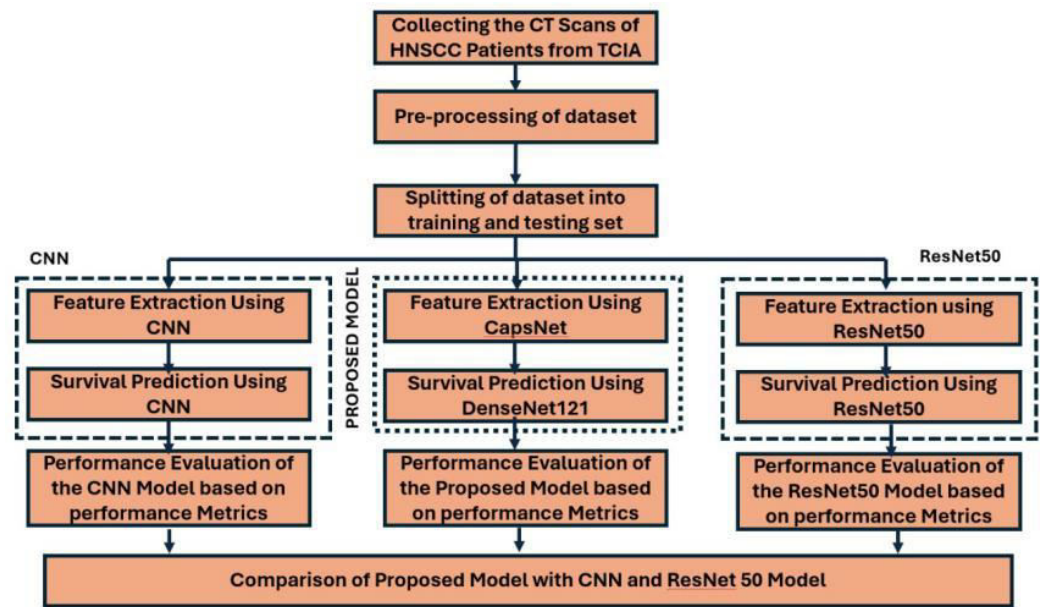 Collecting the CT Scans of
HNSCC Patients from TCIA
Pre-processing of dataset
Splitting of dataset into
training and testing set
CNN
Feature Extraction Using
CNN
Survival Prediction Using
CNN
Performance Evaluation of
the CNN Model based on
performance Metrics
PROPOSED MODEL
Feature Extraction Using
CapsNet
Survival Prediction Using
DenseNet121
Performance Evaluation of
the Proposed Model based
on performance Metrics
ResNet50
Feature Extraction using
ResNet50
Survival Prediction Using
ResNet50
Performance Evaluation of
the ResNet50 Model based
on performance Metrics
Comparison of Proposed Model with CNN and ResNet 50 Model